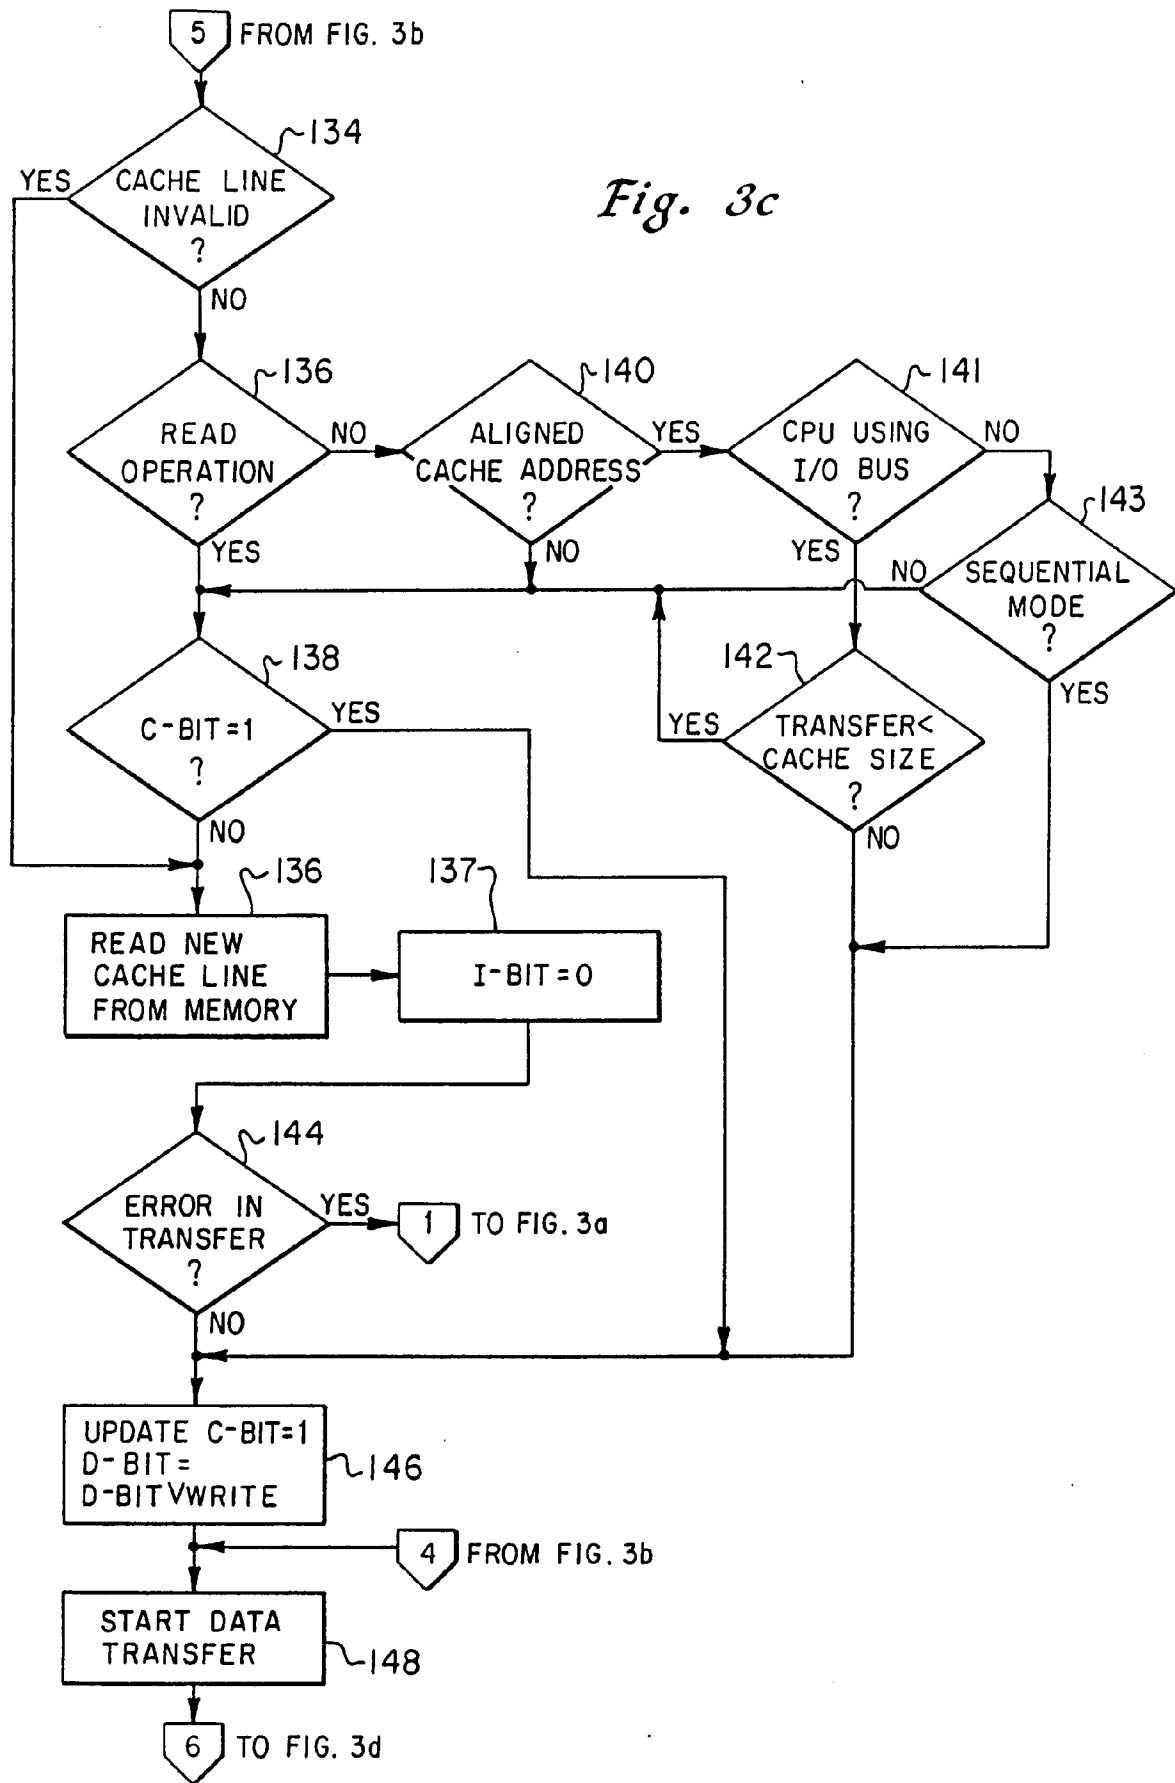 5 FROM FIG. 3b
134
YES
CACHE LINE
INVALID
?
NO
Fig. 3c
136
READ
OPERATION
?
NO
YES
140
ALIGNED
CACHE ADDRESS
?
YES
NO
141
CPU USING
I/O BUS
?
NO
YES
143
NO
SEQUENTIAL
MODE
?
YES
138
C-BIT=1
?
YES
NO
142
YES
TRANSFER<
CACHE SIZE
?
NO
136
READ NEW
CACHE LINE
FROM MEMORY
137
I-BIT=0
144
ERROR IN
TRANSFER
?
YES
1 TO FIG. 3a
NO
UPDATE C-BIT=1
D-BIT=
D-BIT∨WRITE
146
4 FROM FIG. 3b
START DATA
TRANSFER
148
6 TO FIG. 3d